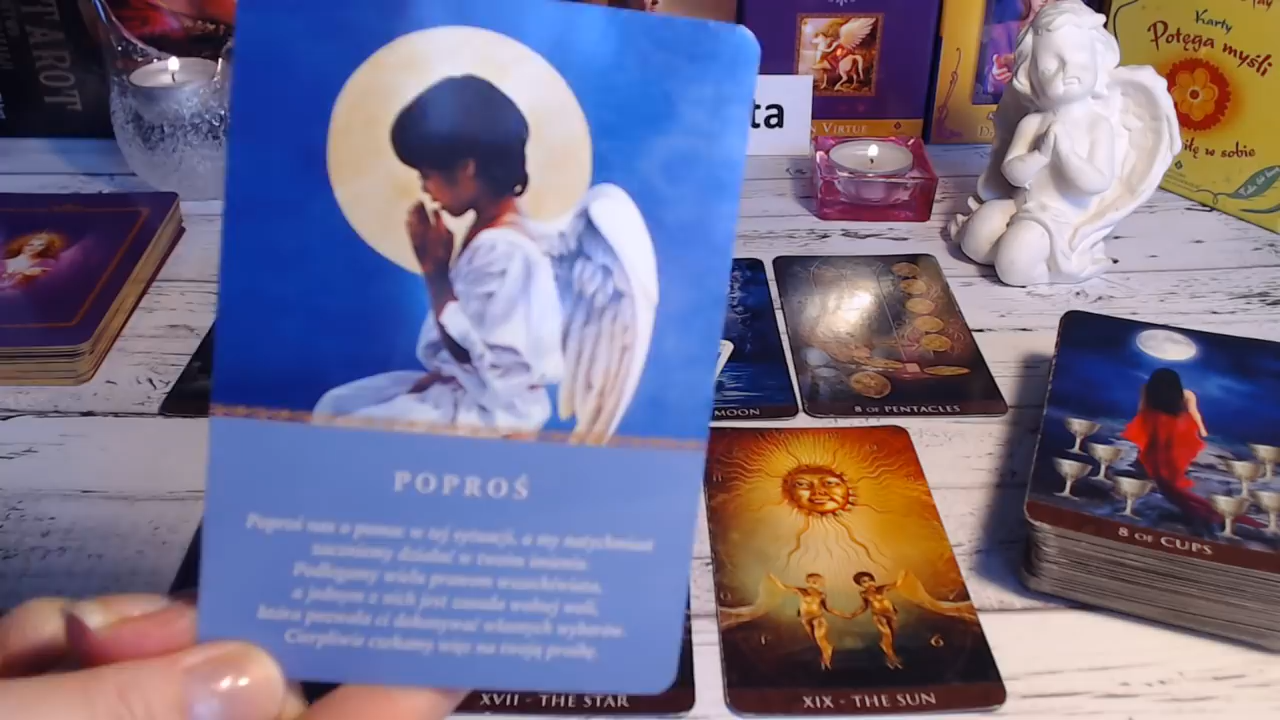 TAROT
ta
VIRTUE
Karty
Potęga myśli
w sobie
POPROŚ
Poproś nas o pomoc w tej sytuacji, a my natychmiast
zaczniemy działać w twoim imieniu.
Podlegamy wielu prawom wszechświata,
a jednym z nich jest zasada wolnej woli,
która pozwala ci dokonywać własnych wyborów.
Cierpliwie czekamy więc na twoją prośbę.
MOON
8 OF PENTACLES
8 OF CUPS
XVII - THE STAR
XIX - THE SUN